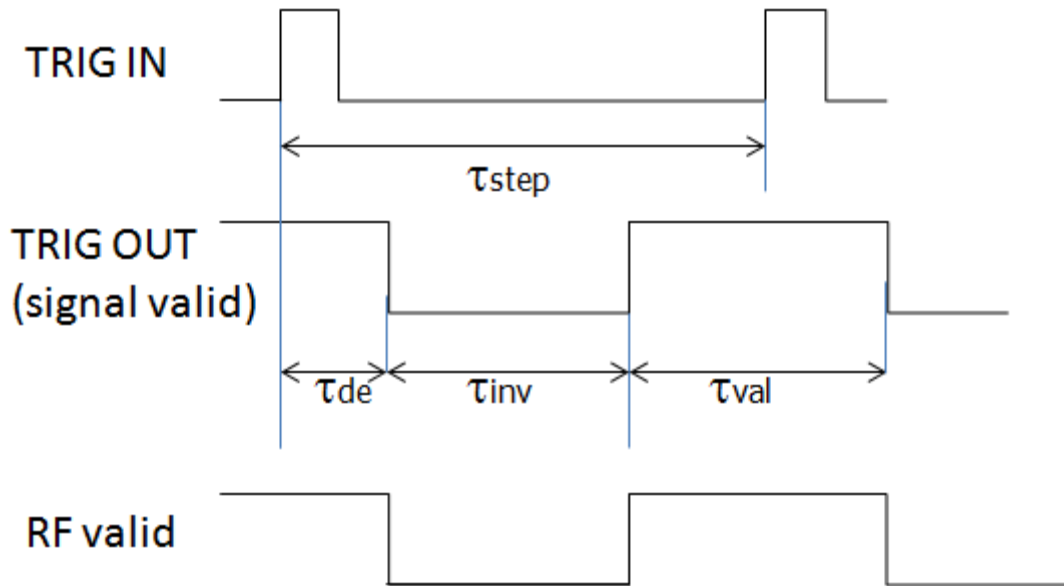 TRIG IN
τstep
TRIG OUT
(signal valid)
τde
τinv
τval
RF valid